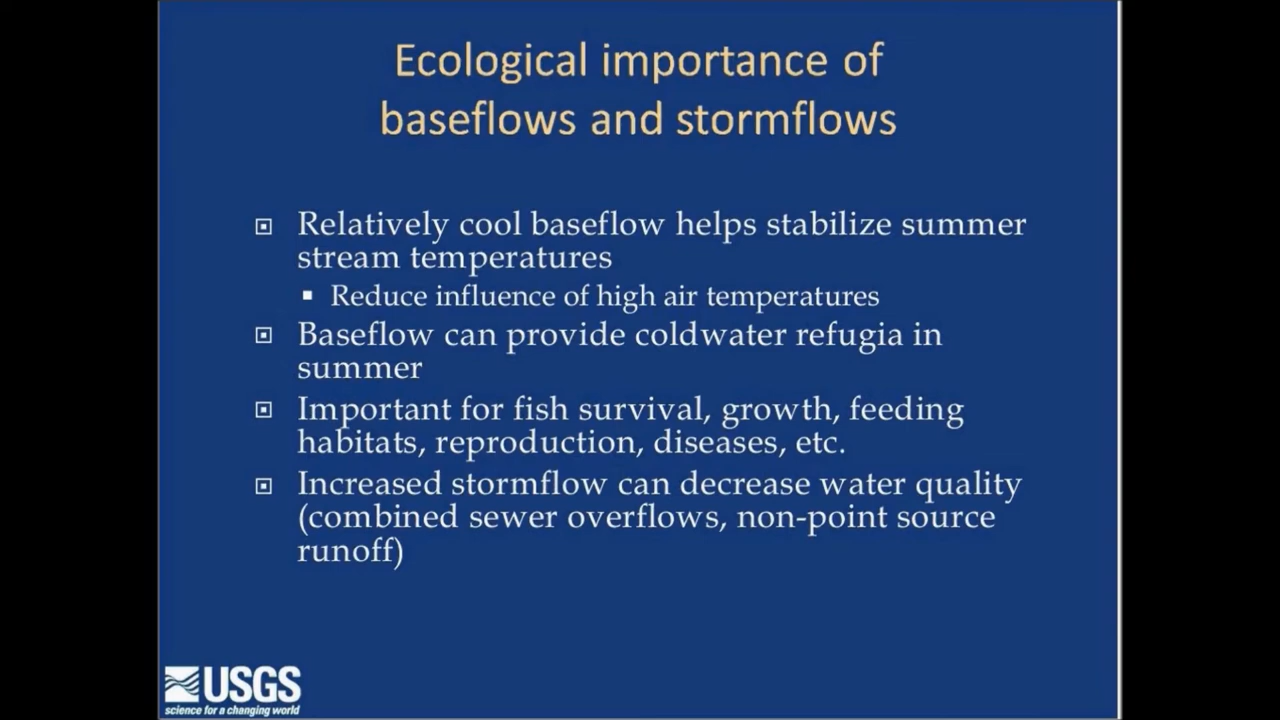 Ecological importance of
baseflows and stormflows
Relatively cool baseflow helps stabilize summer
stream temperatures
Reduce influence of high air temperatures
Baseflow can provide coldwater refugia in
summer
Important for fish survival, growth, feeding
habitats, reproduction, diseases, etc.
Increased stormflow can decrease water quality
(combined sewer overflows, non-point source
runoff)
USGS
science for a changing world